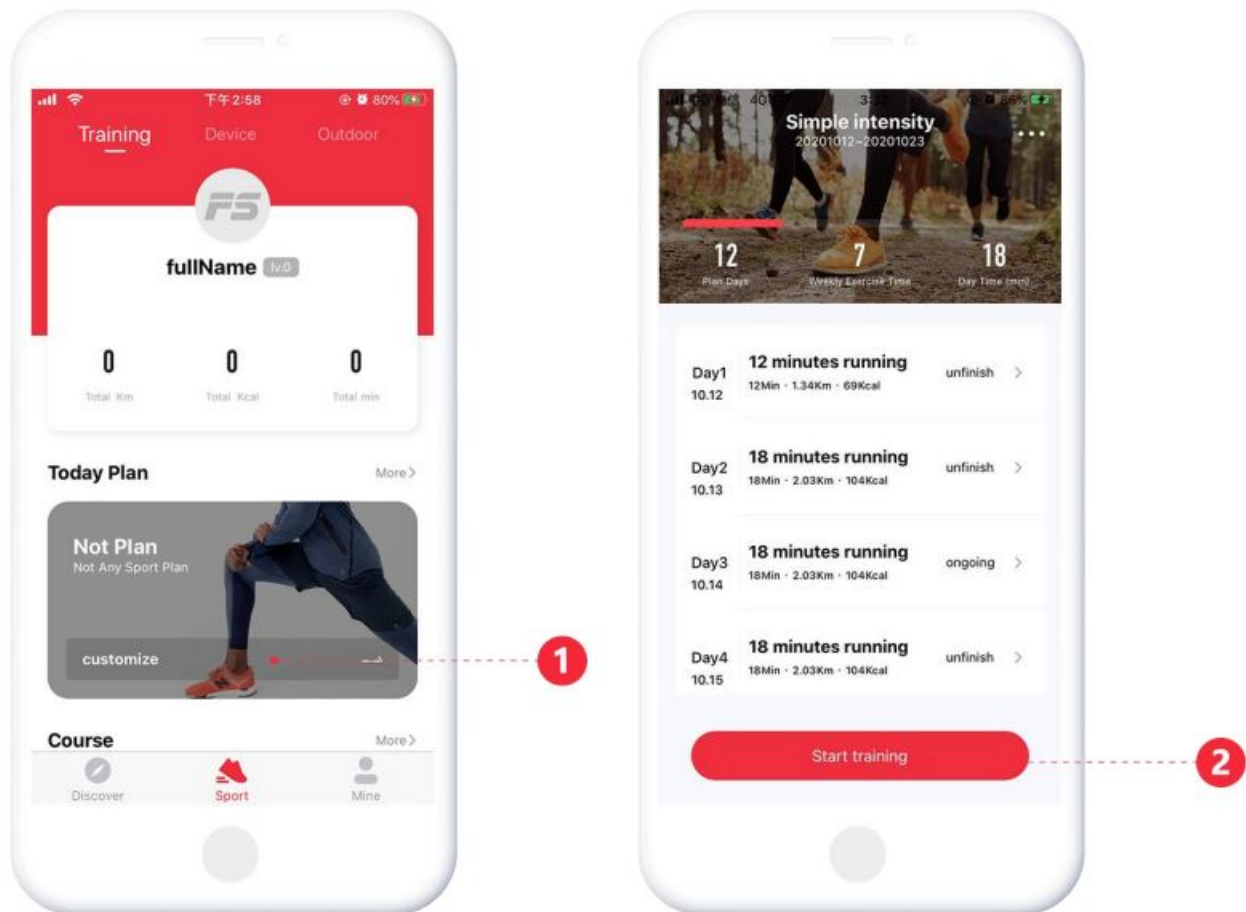 下午2:58
80%
Training
Device
Outdoor
FS
fullName lv.0
0
0
0
Total Km
Total Kcal
Total min
Today Plan
More>
Not Plan
Not Any Sport Plan
customize
Course
More>
Discover
Sport
Mine
1
4G
86%
Simple intensity
20201012~20201023
12
7
18
Plan Days
Weekly Exercise Time
Day Time (min)
Day1
10.12
12 minutes running
12Min · 1.34Km · 69Kcal
unfinish >
Day2
10.13
18 minutes running
18Min · 2.03Km · 104Kcal
unfinish >
Day3
10.14
18 minutes running
18Min · 2.03Km · 104Kcal
ongoing >
Day4
10.15
18 minutes running
18Min · 2.03Km · 104Kcal
unfinish >
Start training
2